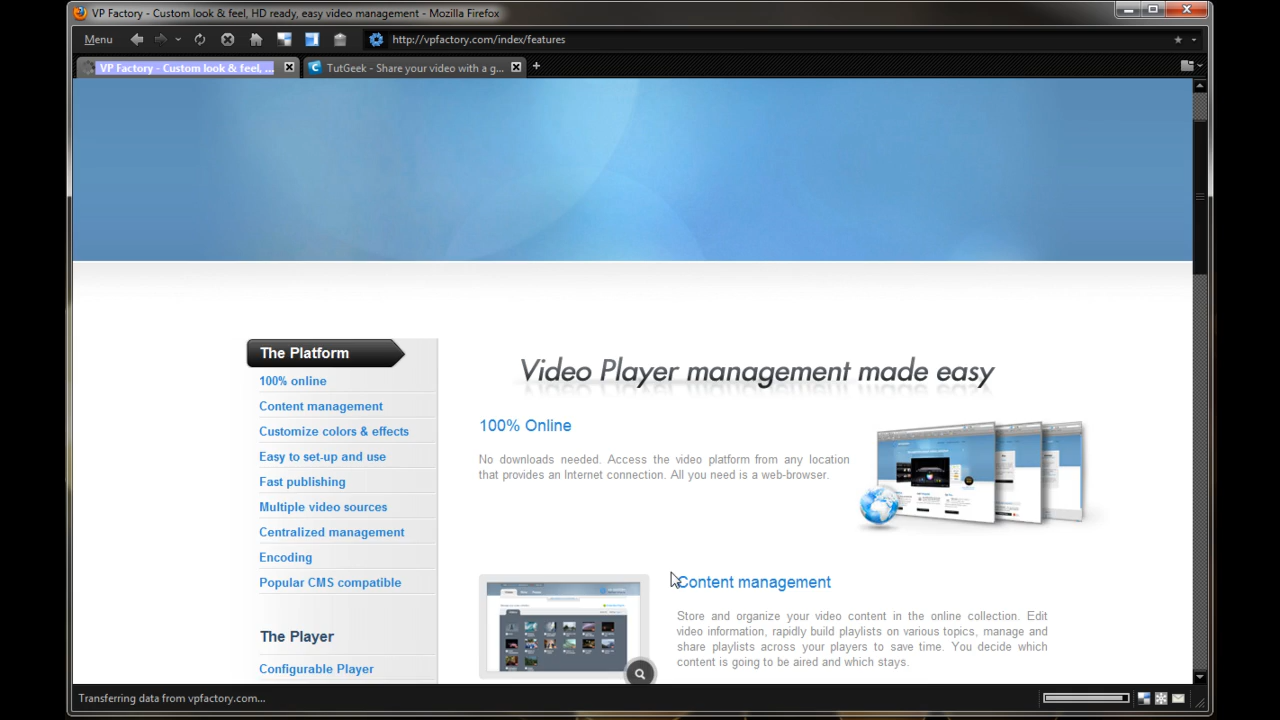 VP Factory - Custom look & feel, HD ready, easy video management - Mozilla Firefox
Menu
http://vpfactory.com/index/features
VP Factory - Custom look & feel, ...
TutGeek - Share your video with a g...
The Platform
100% online
Content management
Customize colors & effects
Easy to set-up and use
Fast publishing
Multiple video sources
Centralized management
Encoding
Popular CMS compatible
The Player
Configurable Player
Video Player management made easy
100% Online
No downloads needed. Access the video platform from any location
that provides an Internet connection. All you need is a web-browser.
Content management
Store and organize your video content in the online collection. Edit
video information, rapidly build playlists on various topics, manage and
share playlists across your players to save time. You decide which
content is going to be aired and which stays.
Transferring data from vpfactory.com...